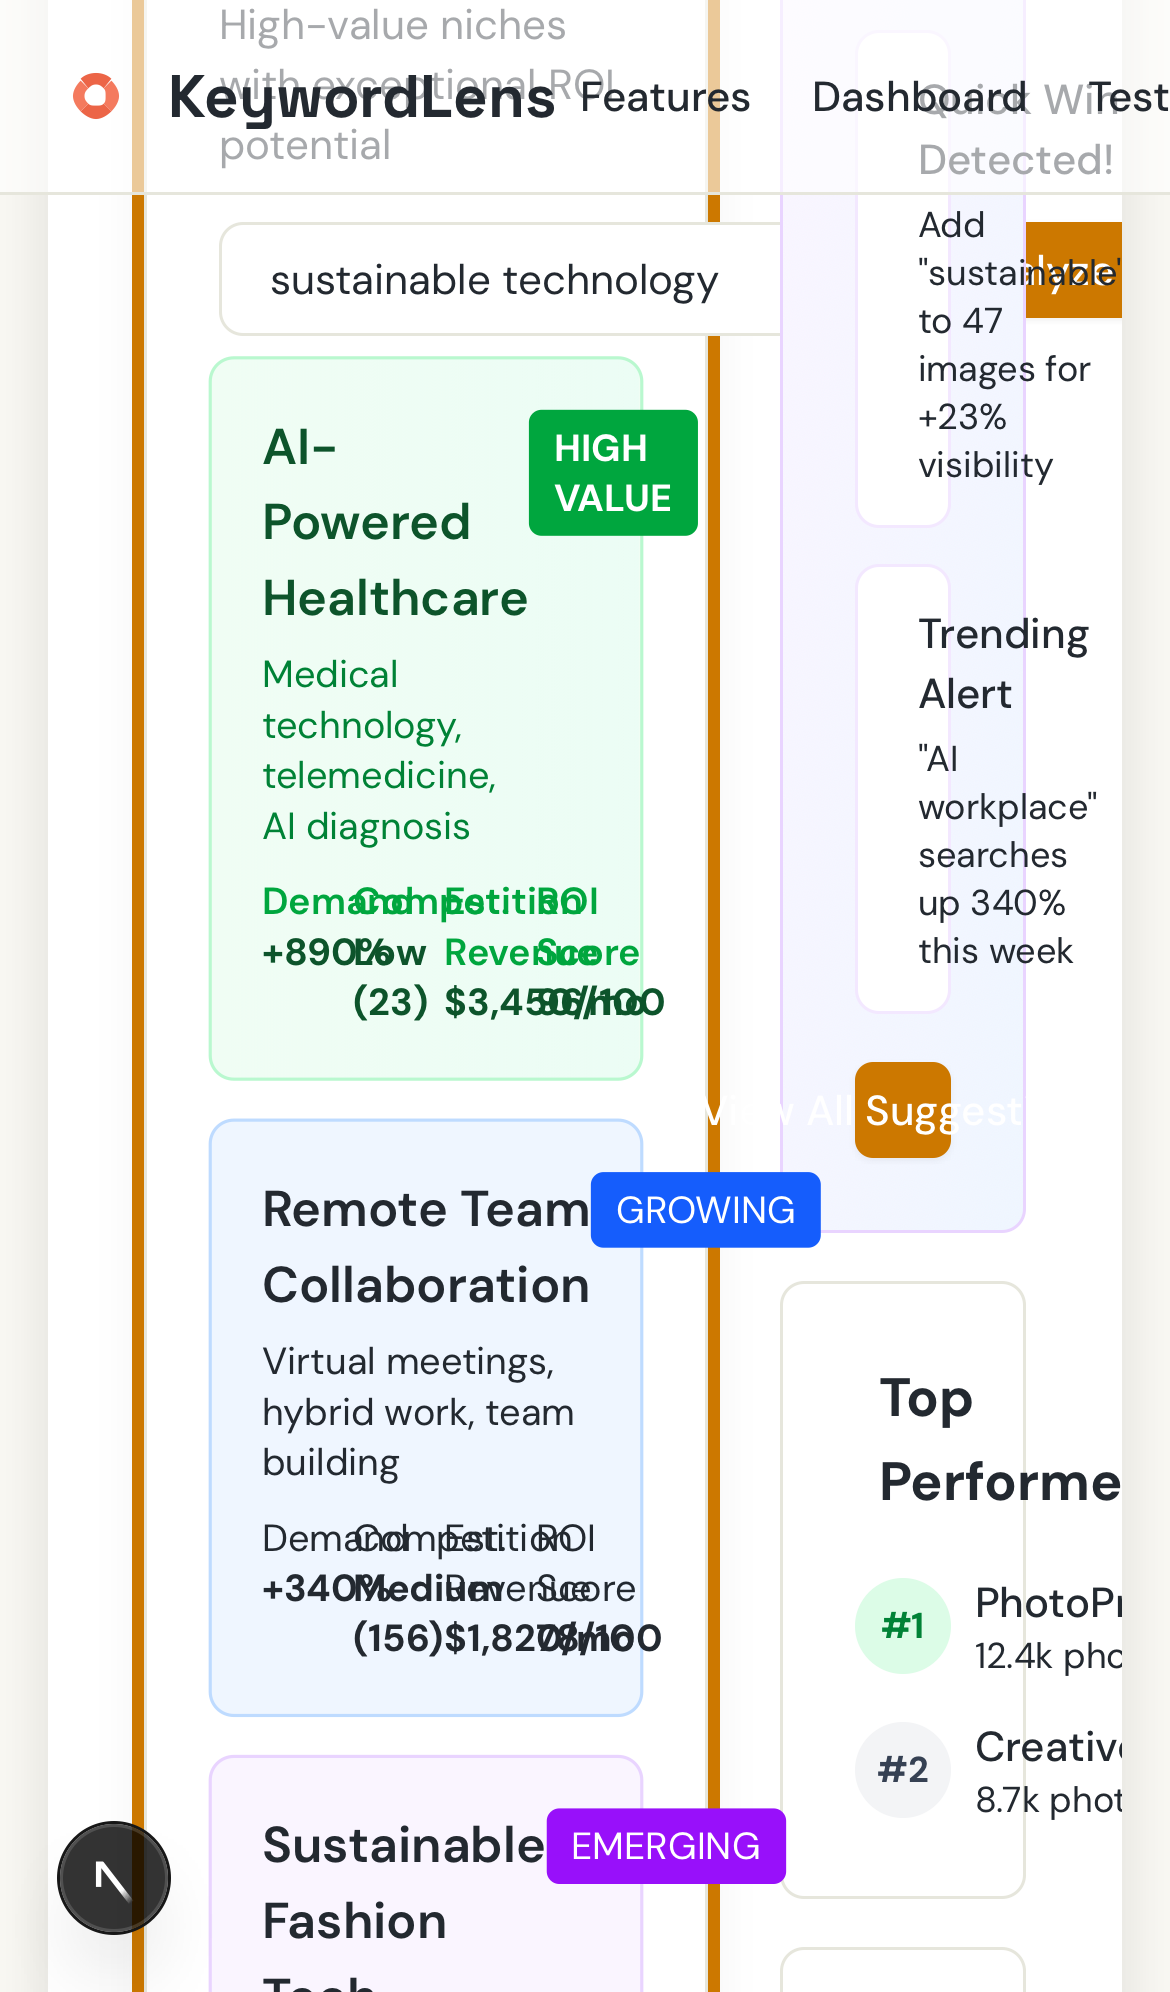 High-value niches
with exceptional ROI
potential
KeywordLens
Features
Dashboard
Test
sustainable technology
AI-
Powered
Healthcare
HIGH
VALUE
Medical
technology,
telemedicine,
AI diagnosis
Demand
+890%
Competition
Low
(23)
Est.
Revenue
$3,450/mo
ROI
Score
96/100
Remote Team
Collaboration
GROWING
Virtual meetings,
hybrid work, team
building
Demand
+340%
Competition
Medium
(156)
Est.
Revenue
$1,820/mo
ROI
Score
78/100
Sustainable
Fashion
Tech
EMERGING
Quick Win
Detected!
Add
"sustainable"
to 47
images for
+23%
visibility
lyze
Trending
Alert
"AI
workplace"
searches
up 340%
this week
View All Suggest
Top
Performe
#1
PhotoPr
12.4k pho
#2
Creative
8.7k phot